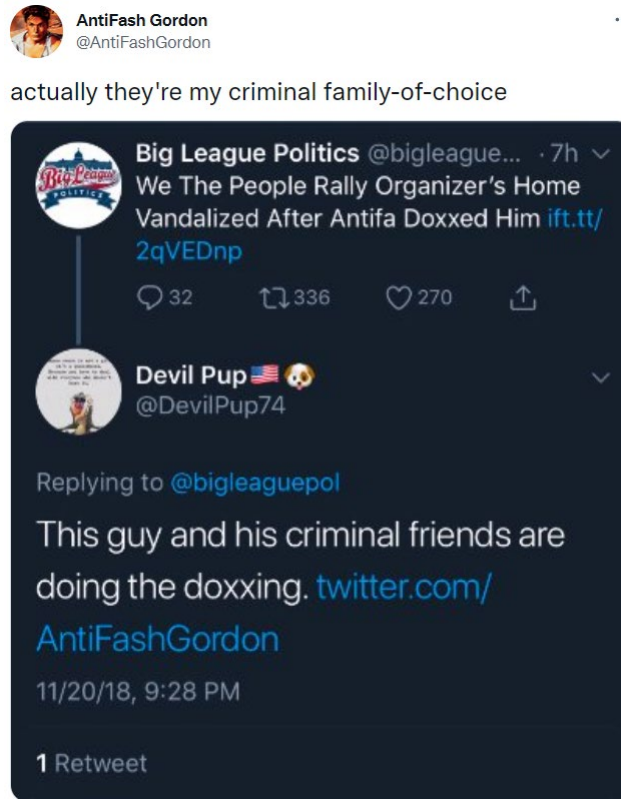 AntiFash Gordon
@AntiFashGordon
actually they're my criminal family-of-choice
Big League Politics @bigleague... · 7h
Big League
POLITICS
We The People Rally Organizer's Home
Vandalized After Antifa Doxxed Him ift.tt/
2qVEDnp
32 336 270
Devil Pup
@DevilPup74
Replying to @bigleaguepol
This guy and his criminal friends are
doing the doxxing. twitter.com/
AntiFashGordon
11/20/18, 9:28 PM
1 Retweet